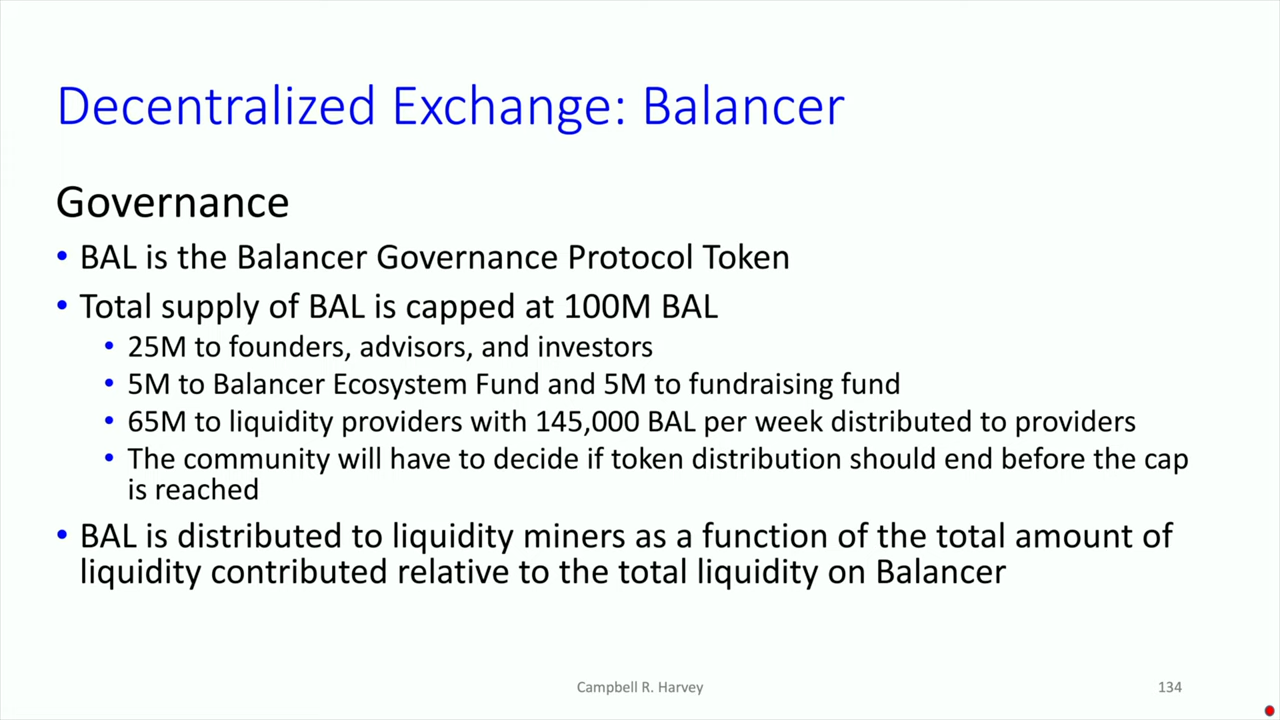 Decentralized Exchange: Balancer
Governance
• BAL is the Balancer Governance Protocol Token
• Total supply of BAL is capped at 100M BAL
• 25M to founders, advisors, and investors
• 5M to Balancer Ecosystem Fund and 5M to fundraising fund
• 65M to liquidity providers with 145,000 BAL per week distributed to providers
• The community will have to decide if token distribution should end before the cap
is reached
• BAL is distributed to liquidity miners as a function of the total amount of
liquidity contributed relative to the total liquidity on Balancer
Campbell R. Harvey
134